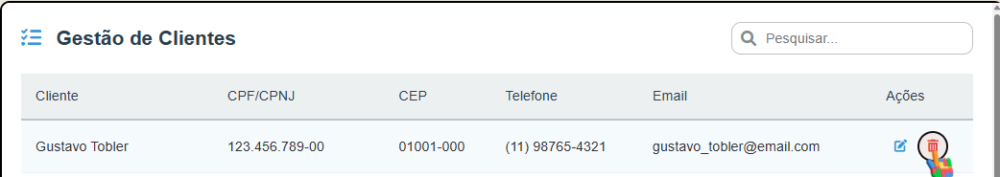 Gestão de Clientes
Pesquisar...
Cliente CPF/CPNJ CEP Telefone Email Ações
Gustavo Tobler 123.456.789-00 01001-000 (11) 98765-4321 gustavo_tobler@email.com